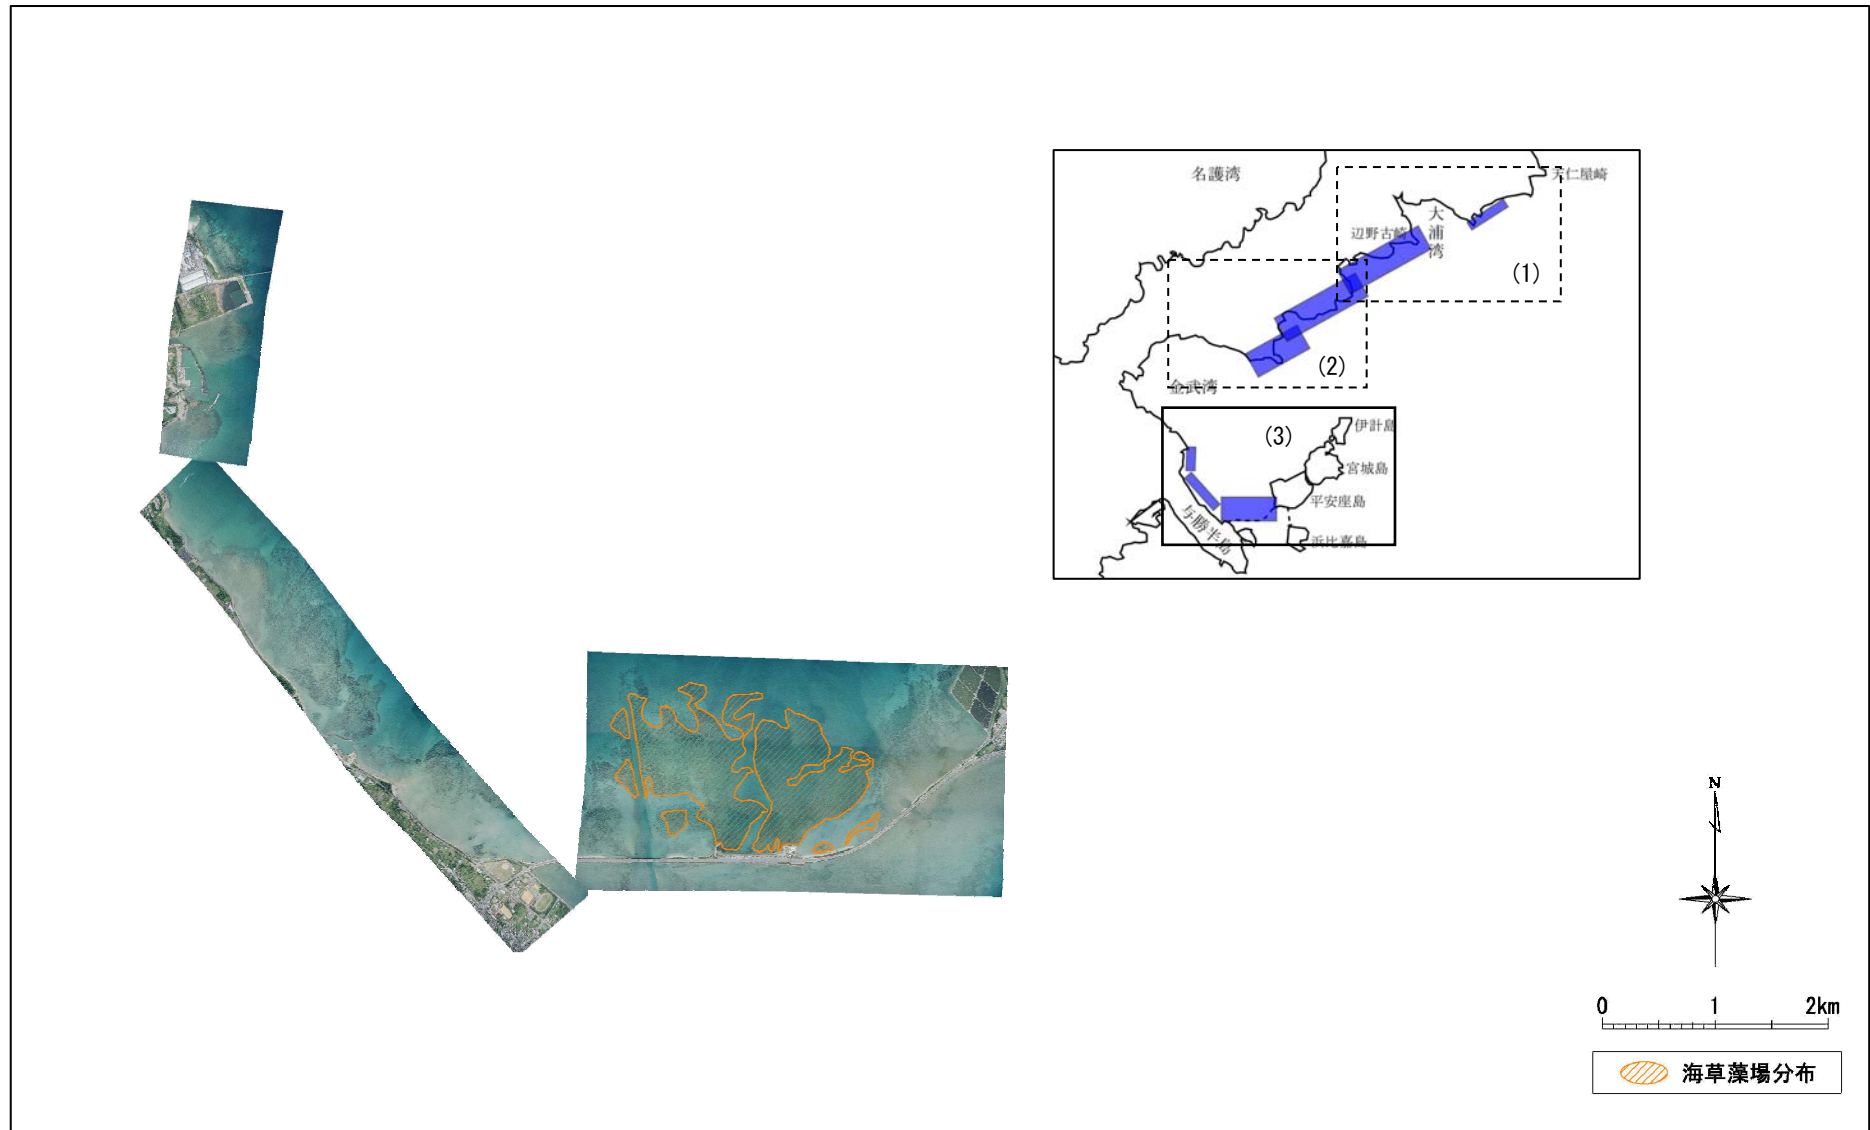 名護湾
天仁屋崎
大浦湾
辺野古崎
(1)
(2)
金武湾
(3)
伊計島
宮城島
平安座島
与勝半島
浜比嘉島
N
0 1 2km
海草藻場分布